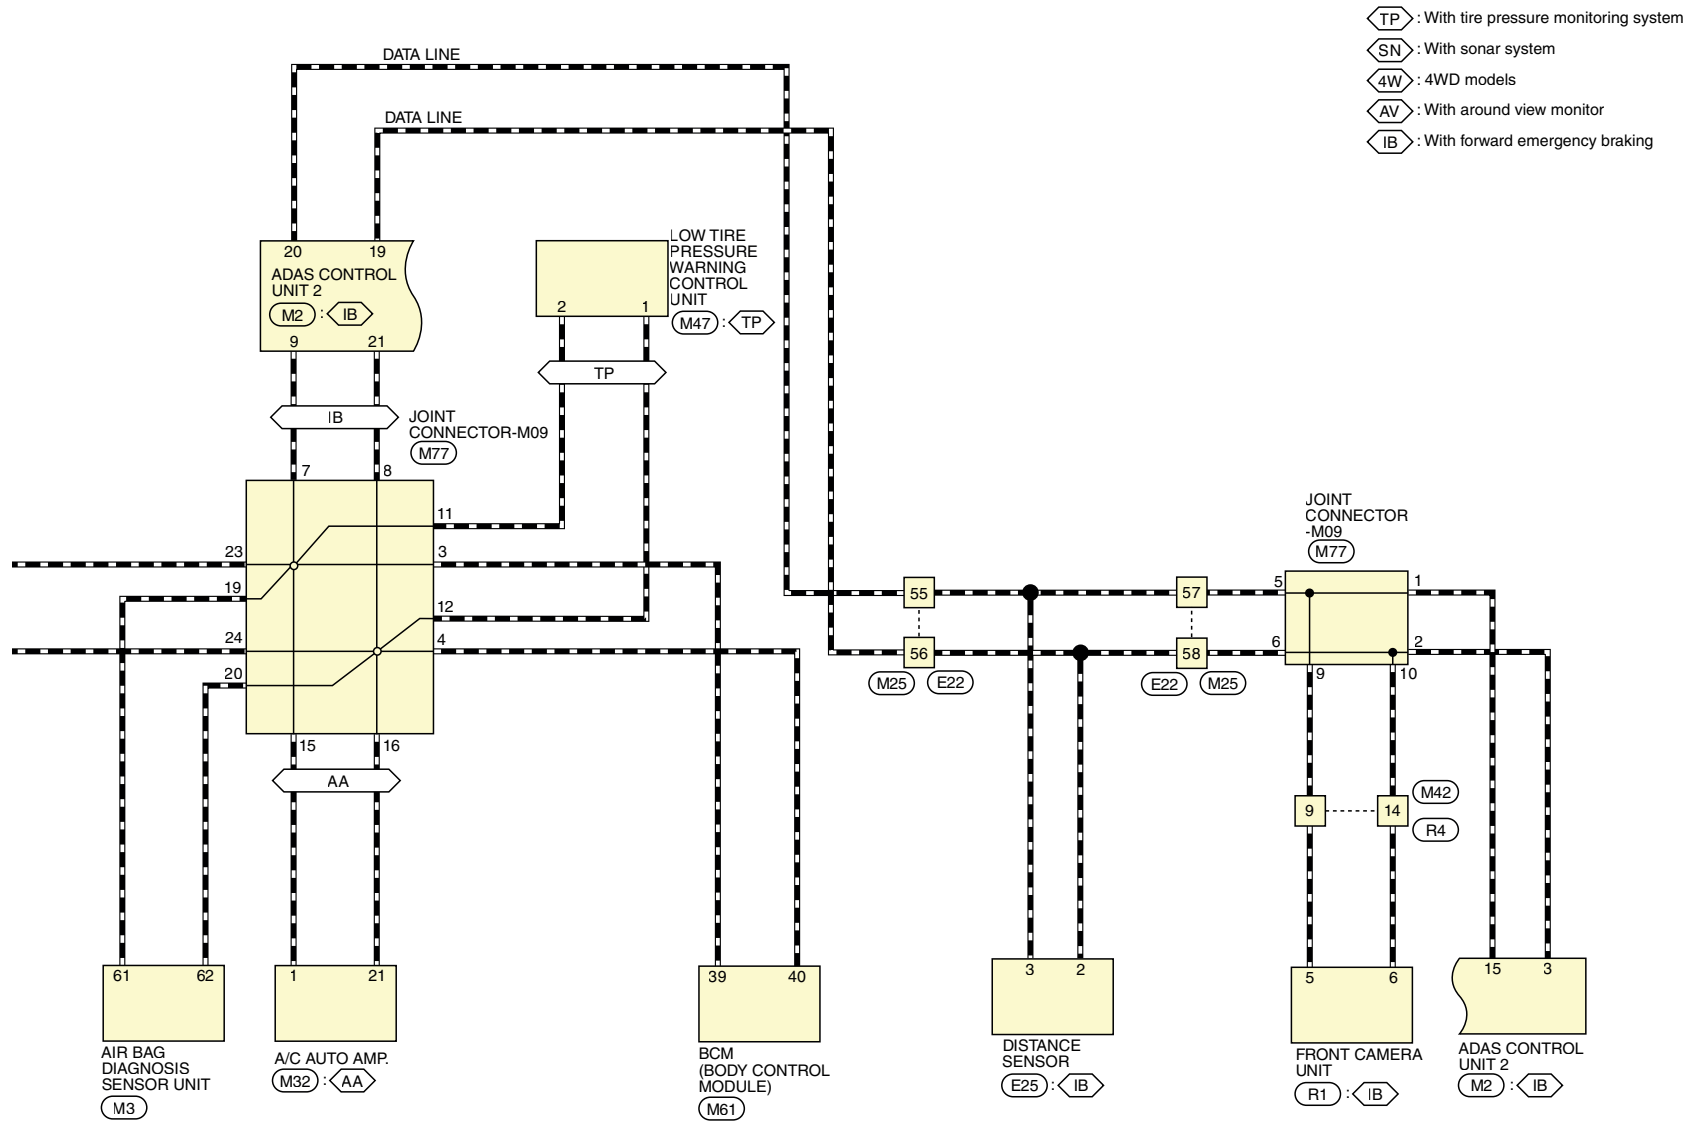 TP : With tire pressure monitoring system
SN : With sonar system
4W : 4WD models
AV : With around view monitor
IB : With forward emergency braking
DATA LINE
DATA LINE
20 19
ADAS CONTROL
UNIT 2
M2 : IB
9 21
IB
LOW TIRE
PRESSURE
WARNING
CONTROL
UNIT
M47 : TP
2 1
TP
JOINT
CONNECTOR-M09
M77
7 8
11
23 3
19
12
24 4
20
15 16
AA
61 62
AIR BAG
DIAGNOSIS
SENSOR UNIT
M3
1 21
A/C AUTO AMP.
M32 : AA
39 40
BCM
(BODY CONTROL
MODULE)
M61
55
56
M25 E22
57
58
E22 M25
JOINT
CONNECTOR
-M09
M77
5 1
6 2
9 10
9 14
M42
R4
3 2
DISTANCE
SENSOR
E25 : IB
5 6
FRONT CAMERA
UNIT
R1 : IB
15 3
ADAS CONTROL
UNIT 2
M2 : IB